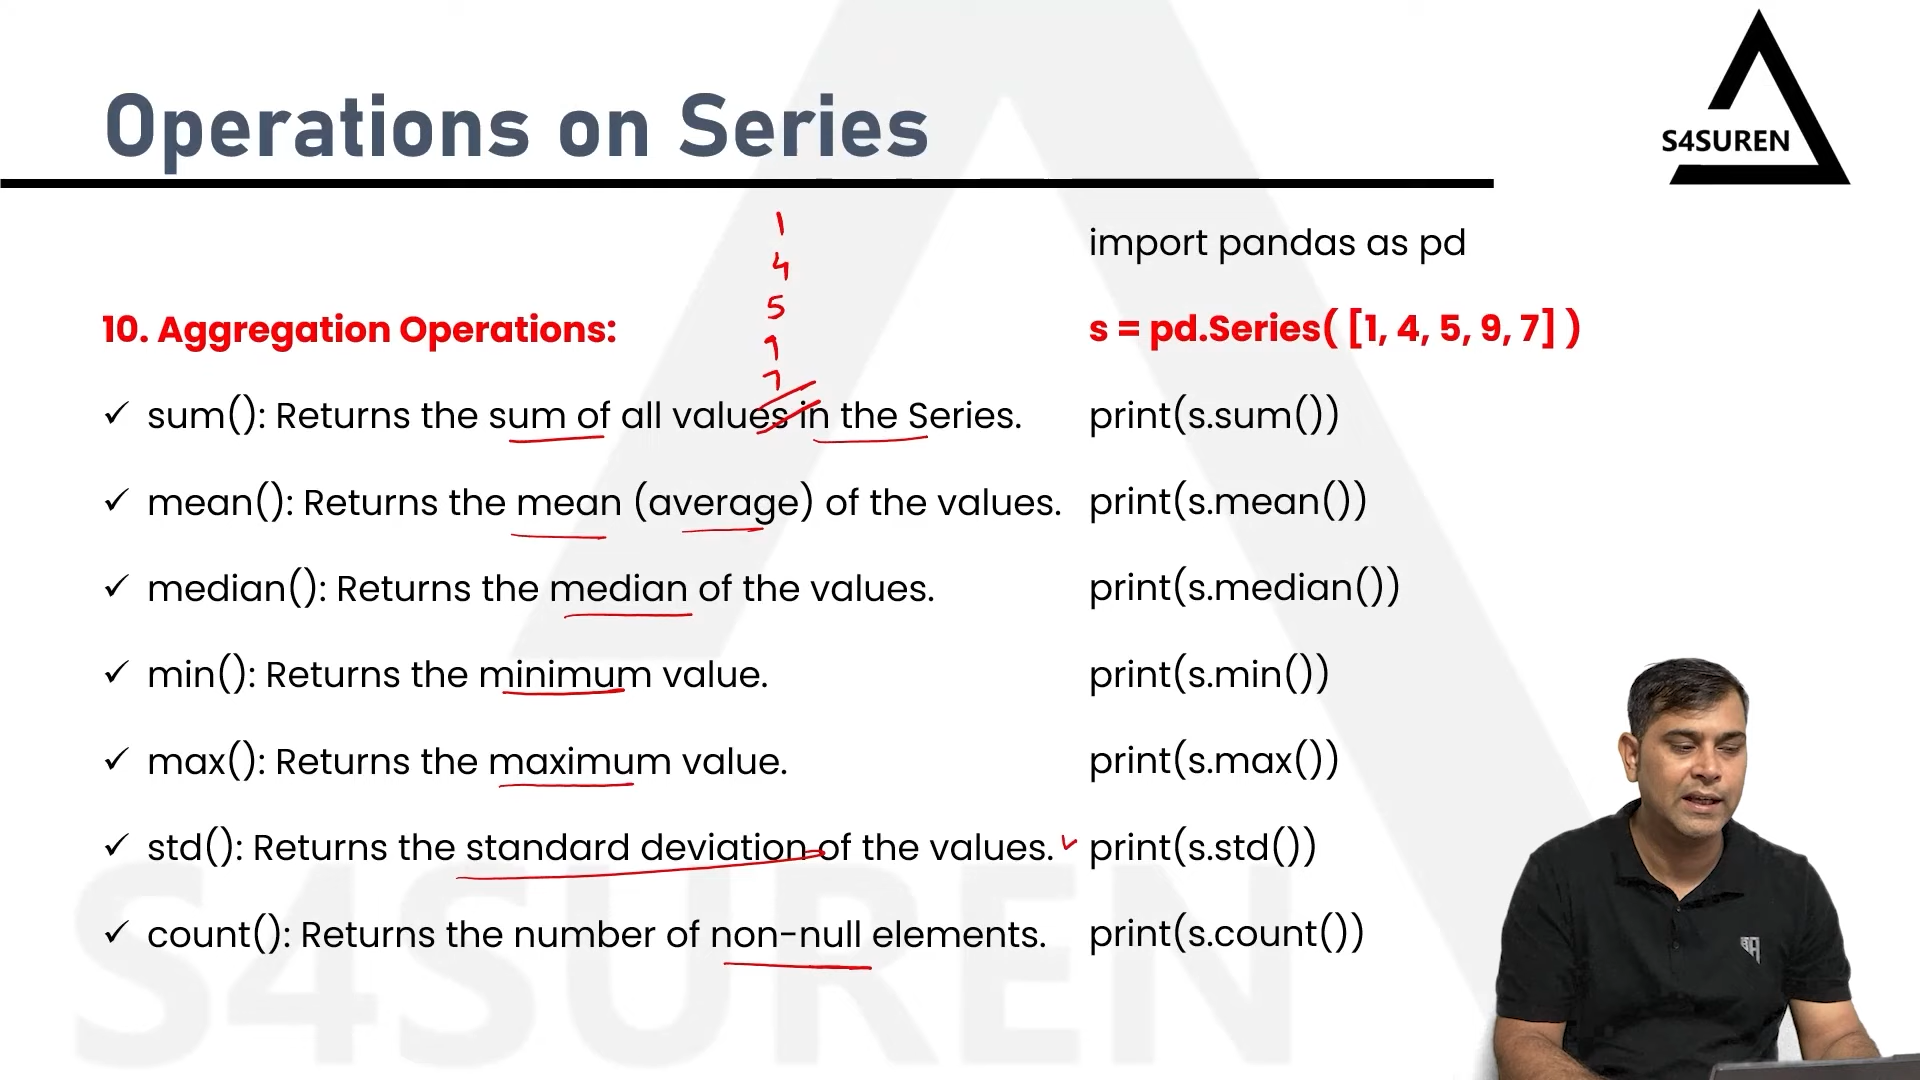 Operations on Series
S4SUREN
1
4
5
9
7
import pandas as pd
10. Aggregation Operations:
s = pd.Series( [1, 4, 5, 9, 7] )
✓ sum(): Returns the sum of all values in the Series.
print(s.sum())
✓ mean(): Returns the mean (average) of the values.
print(s.mean())
✓ median(): Returns the median of the values.
print(s.median())
✓ min(): Returns the minimum value.
print(s.min())
✓ max(): Returns the maximum value.
print(s.max())
✓ std(): Returns the standard deviation of the values.
print(s.std())
✓ count(): Returns the number of non-null elements.
print(s.count())
S4SUREN